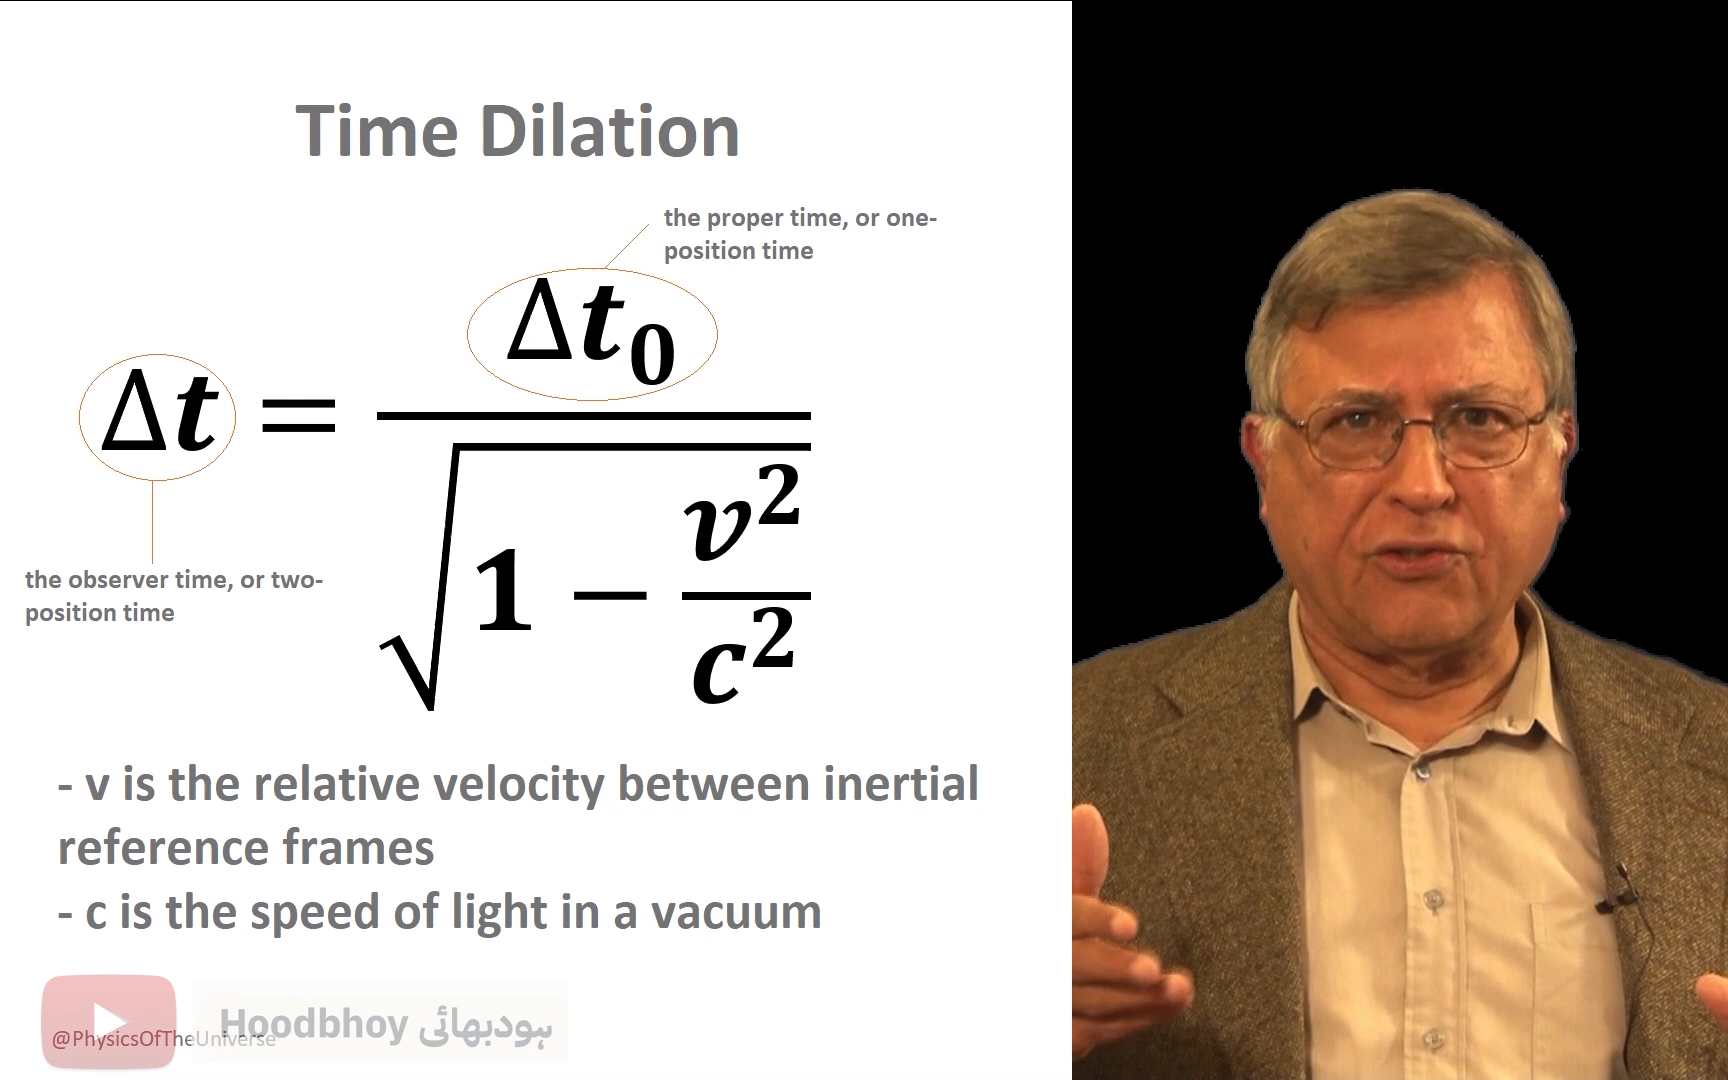 Time Dilation
the proper time, or one-
position time
Δt = Δt₀ / √(1 − v²/c²)
the observer time, or two-
position time
- v is the relative velocity between inertial
reference frames
- c is the speed of light in a vacuum
Hoodbhoy ہودبھائی
@PhysicsOfTheUniverse